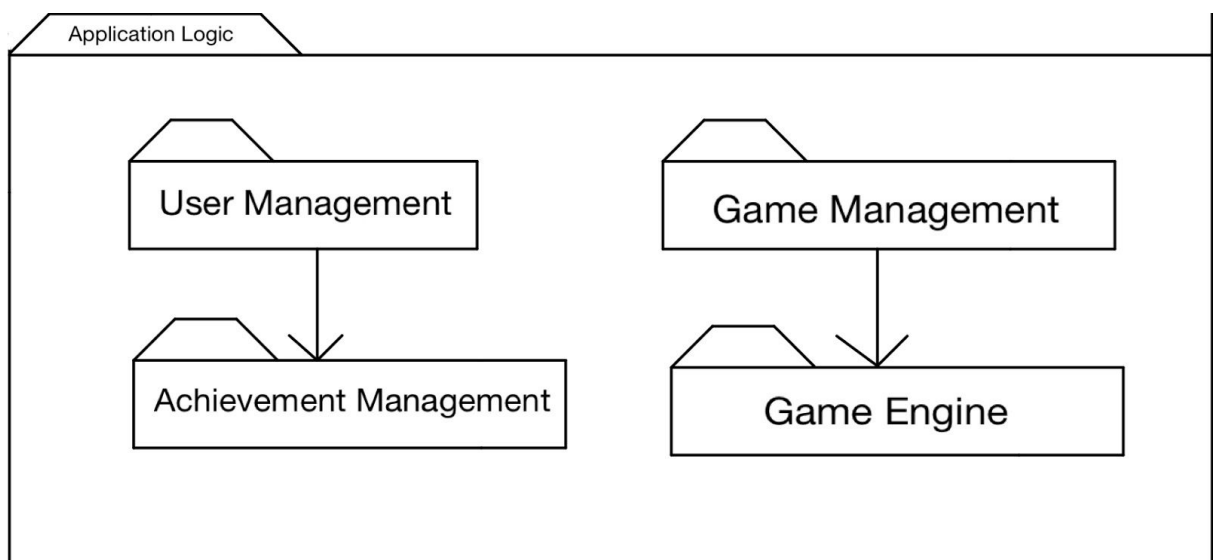 Application Logic
User Management
Game Management
Achievement Management
Game Engine